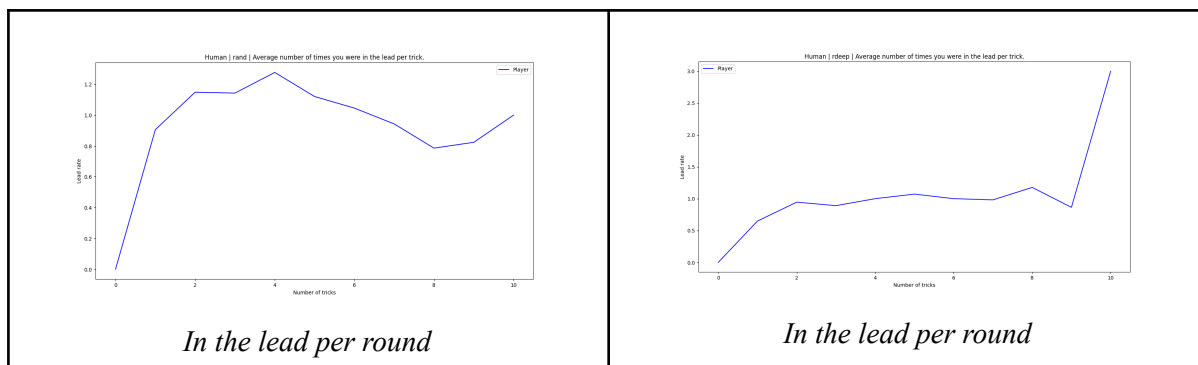 Human | rand | Average number of times you were in the lead per trick.
Player
1.2
1.0
0.8
0.6
0.4
0.2
0.0
Lead rate
0 2 4 6 8 10
Number of tricks
In the lead per round
Human | rdeep | Average number of times you were in the lead per trick.
Player
3.0
2.5
2.0
1.5
1.0
0.5
0.0
Lead rate
0 2 4 6 8 10
Number of tricks
In the lead per round